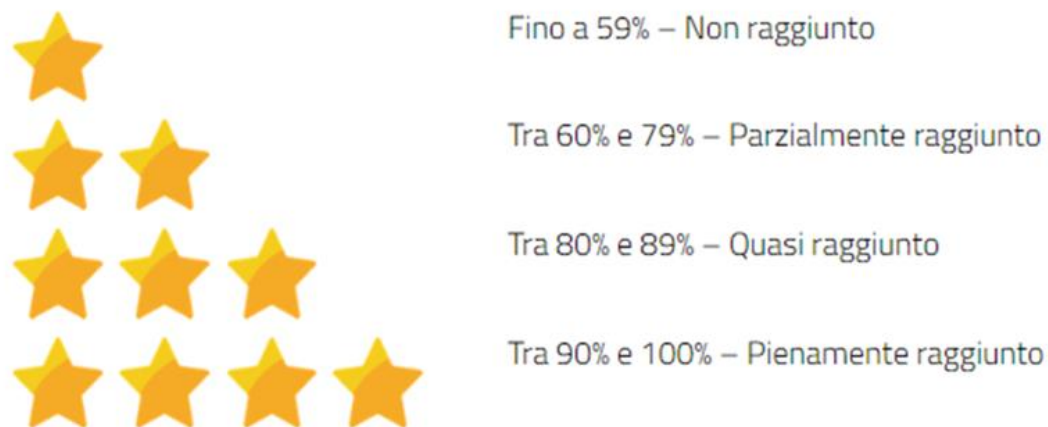 Fino a 59% – Non raggiunto
Tra 60% e 79% – Parzialmente raggiunto
Tra 80% e 89% – Quasi raggiunto
Tra 90% e 100% – Pienamente raggiunto